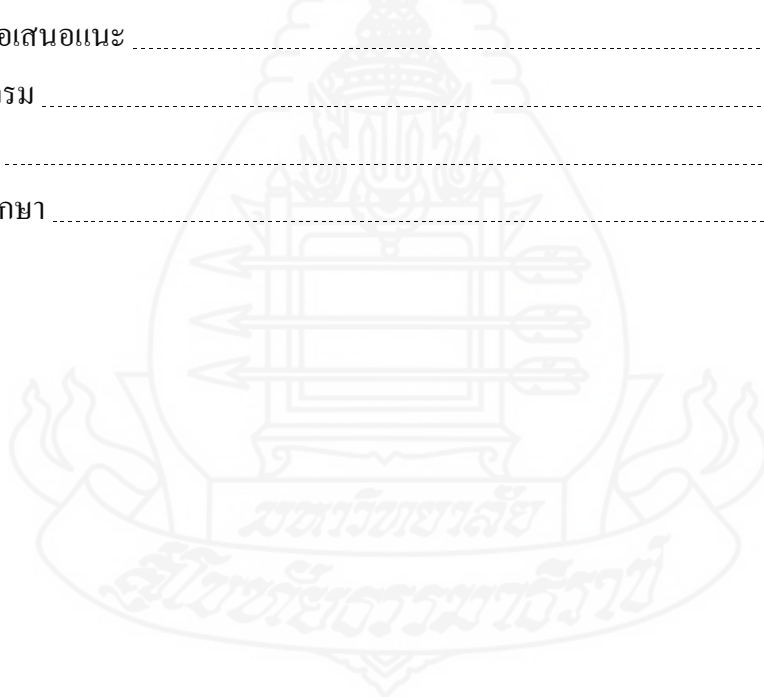 อเสนอแนะ
รม
กษา
มหาวิทยาลัย
สุโขทัยธรรมาธิราช